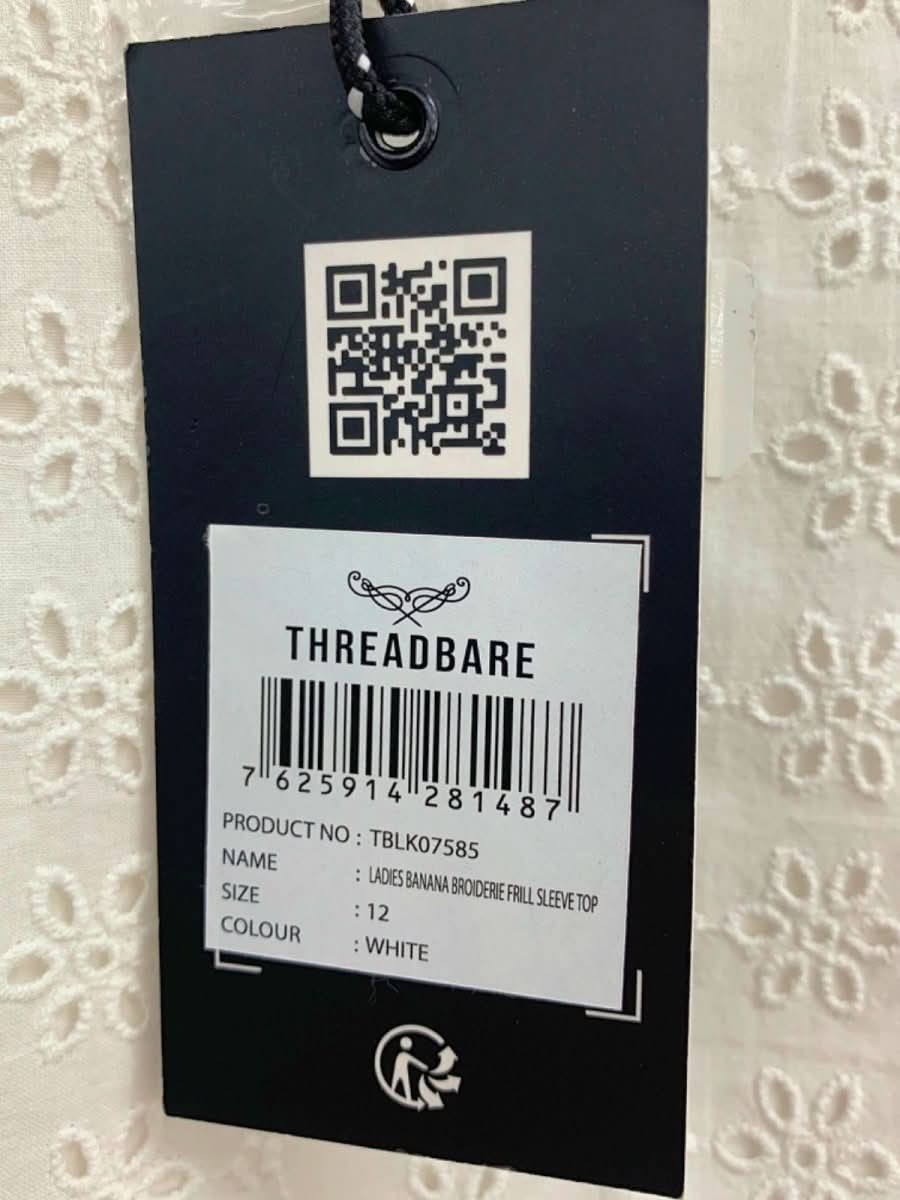 THREADBARE
7 625914 281487
PRODUCT NO : TBLK07585
NAME : LADIES BANANA BROIDERIE FRILL SLEEVE TOP
SIZE : 12
COLOUR : WHITE